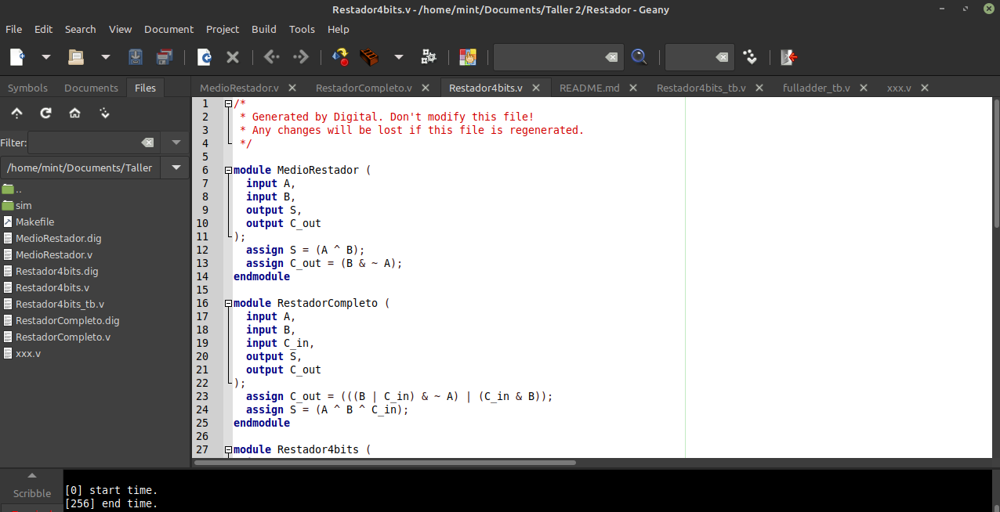 Restador4bits.v - /home/mint/Documents/Taller 2/Restador - Geany
File Edit Search View Document Project Build Tools Help
Symbols Documents Files
MedioRestador.v RestadorCompleto.v Restador4bits.v README.md Restador4bits_tb.v fulladder_tb.v xxx.v
Filter:
/home/mint/Documents/Taller
..
sim
Makefile
MedioRestador.dig
MedioRestador.v
Restador4bits.dig
Restador4bits.v
Restador4bits_tb.v
RestadorCompleto.dig
RestadorCompleto.v
xxx.v
1 /*
2  * Generated by Digital. Don't modify this file!
3  * Any changes will be lost if this file is regenerated.
4  */
5
6 module MedioRestador (
7   input A,
8   input B,
9   output S,
10   output C_out
11 );
12   assign S = (A ^ B);
13   assign C_out = (B & ~ A);
14 endmodule
15
16 module RestadorCompleto (
17   input A,
18   input B,
19   input C_in,
20   output S,
21   output C_out
22 );
23   assign C_out = (((B | C_in) & ~ A) | (C_in & B));
24   assign S = (A ^ B ^ C_in);
25 endmodule
26
27 module Restador4bits (
Scribble
[0] start time.
[256] end time.